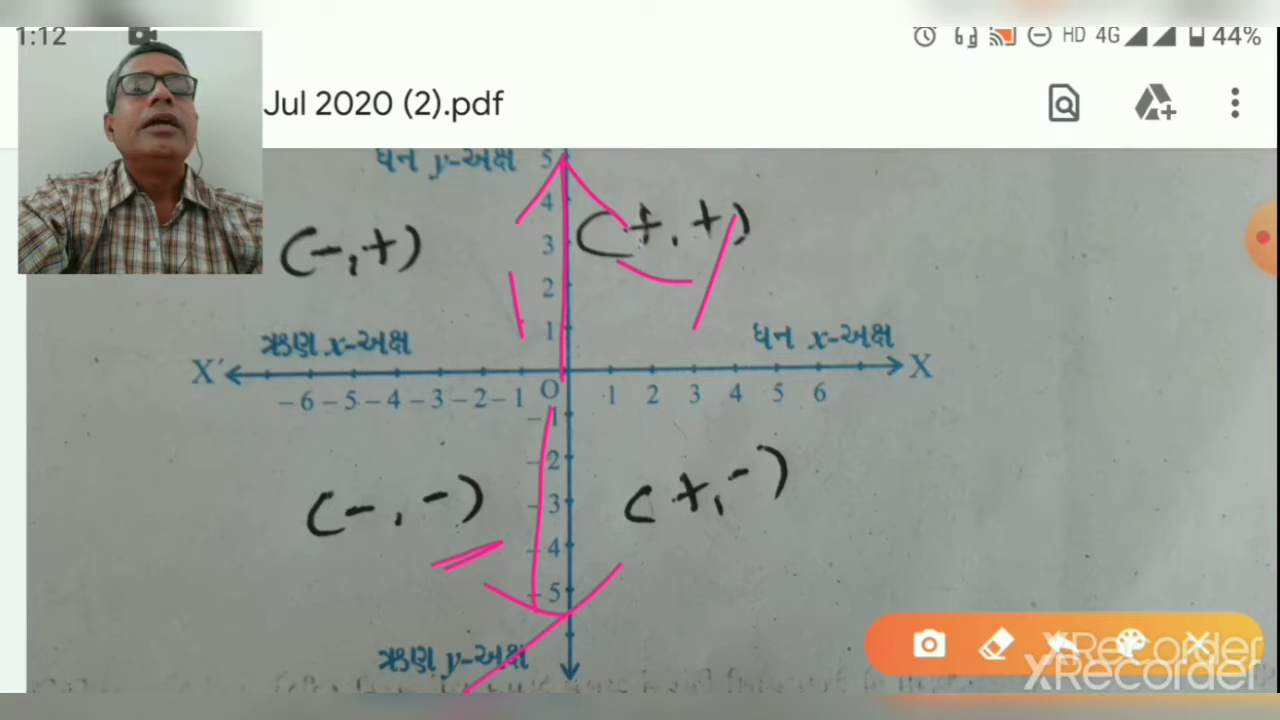 1:12 HD 4G 44%
Jul 2020 (2).pdf
ધન y-અક્ષ 5
4
(-,+) (+,+)
3
2
1
ઋણ x-અક્ષ ધન x-અક્ષ
X′ X
-6 -5 -4 -3 -2 -1 O 1 2 3 4 5 6
-1
-2
(-,-) (+,-)
-3
-4
-5
ઋણ y-અક્ષ
XRecorder
XRecorder